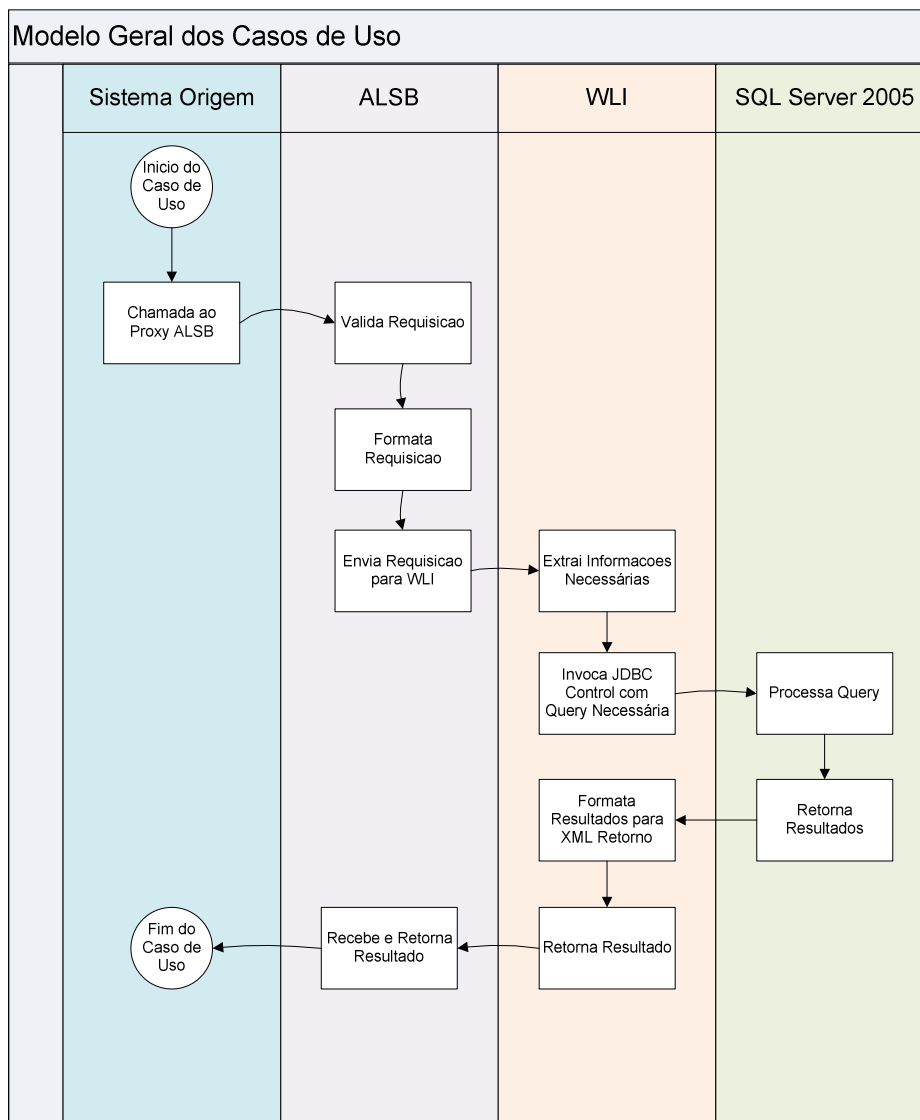 Modelo Geral dos Casos de Uso
Sistema Origem
ALSB
WLI
SQL Server 2005
Inicio do
Caso de
Uso
Chamada ao
Proxy ALSB
Valida Requisicao
Formata
Requisicao
Envia Requisicao
para WLI
Extrai Informacoes
Necessárias
Invoca JDBC
Control com
Query Necessária
Processa Query
Retorna
Resultados
Formata
Resultados para
XML Retorno
Retorna Resultado
Recebe e Retorna
Resultado
Fim do
Caso de
Uso